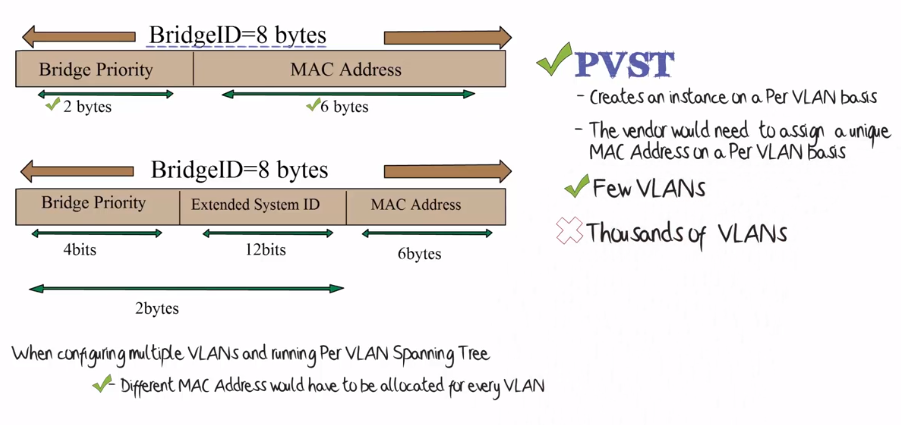 BridgeID=8 bytes
Bridge Priority
MAC Address
2 bytes
6 bytes
BridgeID=8 bytes
Bridge Priority
Extended System ID
MAC Address
4bits
12bits
6bytes
2bytes
When configuring multiple VLANs and running Per VLAN Spanning Tree
- Different MAC Address would have to be allocated for every VLAN
PVST
- Creates an instance on a Per VLAN basis
- The vendor would need to assign a unique
MAC Address on a Per VLAN basis
Few VLANs
Thousands of VLANs